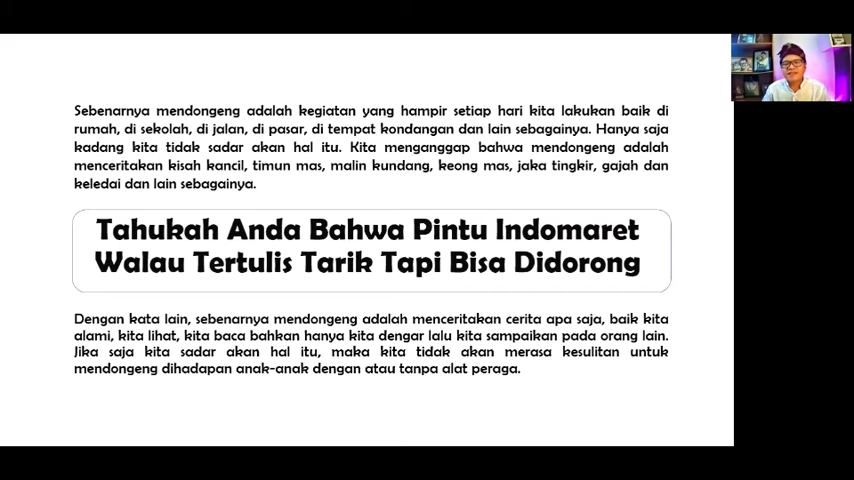 Sebenarnya mendongeng adalah kegiatan yang hampir setiap hari kita lakukan baik di
rumah, di sekolah, di jalan, di pasar, di tempat kondangan dan lain sebagainya. Hanya saja
kadang kita tidak sadar akan hal itu. Kita menganggap bahwa mendongeng adalah
menceritakan kisah kancil, timun mas, malin kundang, keong mas, jaka tingkir, gajah dan
keledai dan lain sebagainya.
Tahukah Anda Bahwa Pintu Indomaret
Walau Tertulis Tarik Tapi Bisa Didorong
Dengan kata lain, sebenarnya mendongeng adalah menceritakan cerita apa saja, baik kita
alami, kita lihat, kita baca bahkan hanya kita dengar lalu kita sampaikan pada orang lain.
Jika saja kita sadar akan hal itu, maka kita tidak akan merasa kesulitan untuk
mendongeng dihadapan anak-anak dengan atau tanpa alat peraga.